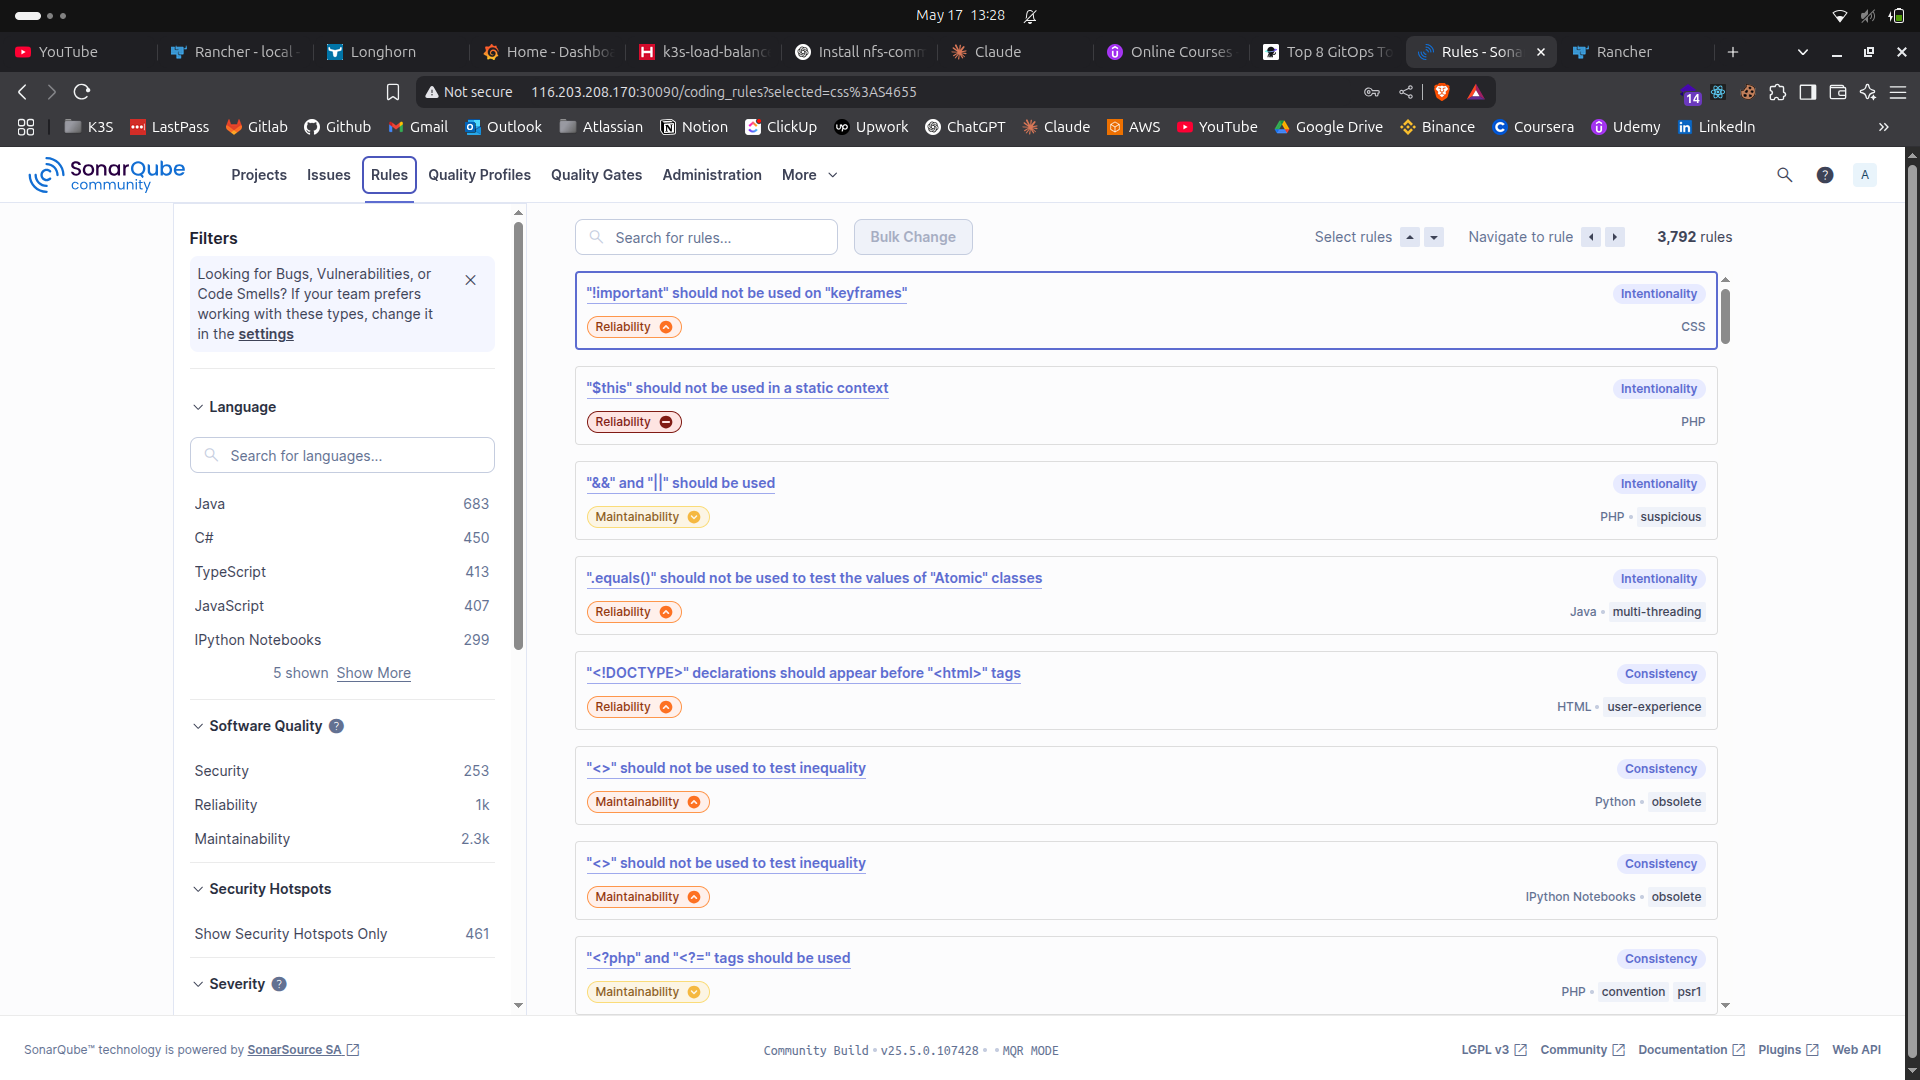 May 17 13:28
YouTube
Rancher - local
Longhorn
Home - Dashbo
k3s-load-balanc
Install nfs-comm
Claude
Online Courses
Top 8 GitOps To
Rules - Sona
Rancher
Not secure 116.203.208.170:30090/coding_rules?selected=css%3AS4655
14
K3S
LastPass
Gitlab
Github
Gmail
Outlook
Atlassian
Notion
ClickUp
Upwork
ChatGPT
Claude
AWS
YouTube
Google Drive
Binance
Coursera
Udemy
LinkedIn
SonarQube
community
Projects
Issues
Rules
Quality Profiles
Quality Gates
Administration
More
?
A
Filters
Looking for Bugs, Vulnerabilities, or
Code Smells? If your team prefers
working with these types, change it
in the settings
Language
Search for languages...
Java 683
C# 450
TypeScript 413
JavaScript 407
IPython Notebooks 299
5 shown Show More
Software Quality ?
Security 253
Reliability 1k
Maintainability 2.3k
Security Hotspots
Show Security Hotspots Only 461
Severity ?
Search for rules...
Bulk Change
Select rules
Navigate to rule
3,792 rules
"!important" should not be used on "keyframes" Intentionality
Reliability CSS
"$this" should not be used in a static context Intentionality
Reliability PHP
"&&" and "||" should be used Intentionality
Maintainability PHP • suspicious
".equals()" should not be used to test the values of "Atomic" classes Intentionality
Reliability Java • multi-threading
"<!DOCTYPE>" declarations should appear before "<html>" tags Consistency
Reliability HTML • user-experience
"<>" should not be used to test inequality Consistency
Maintainability Python • obsolete
"<>" should not be used to test inequality Consistency
Maintainability IPython Notebooks • obsolete
"<?php" and "<?=" tags should be used Consistency
Maintainability PHP • convention psr1
SonarQube™ technology is powered by SonarSource SA
Community Build • v25.5.0.107428 • • MQR MODE
LGPL v3
Community
Documentation
Plugins
Web API